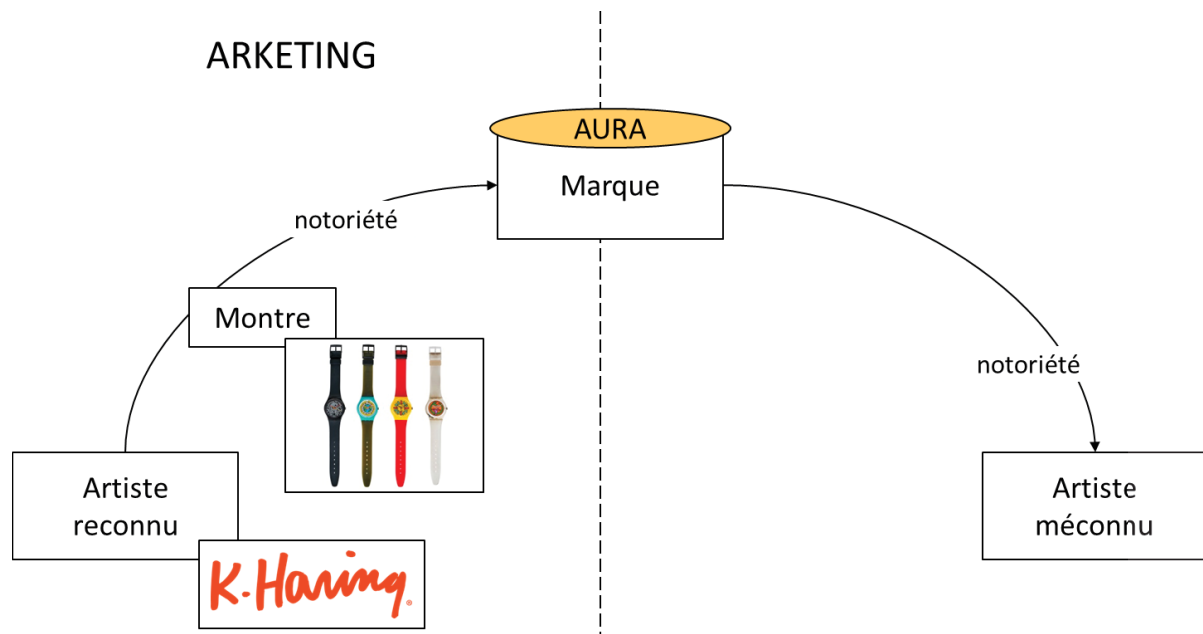 ARKETING
AURA
Marque
notoriété
Montre
notoriété
Artiste
reconnu
Artiste
méconnu
K.Haring®